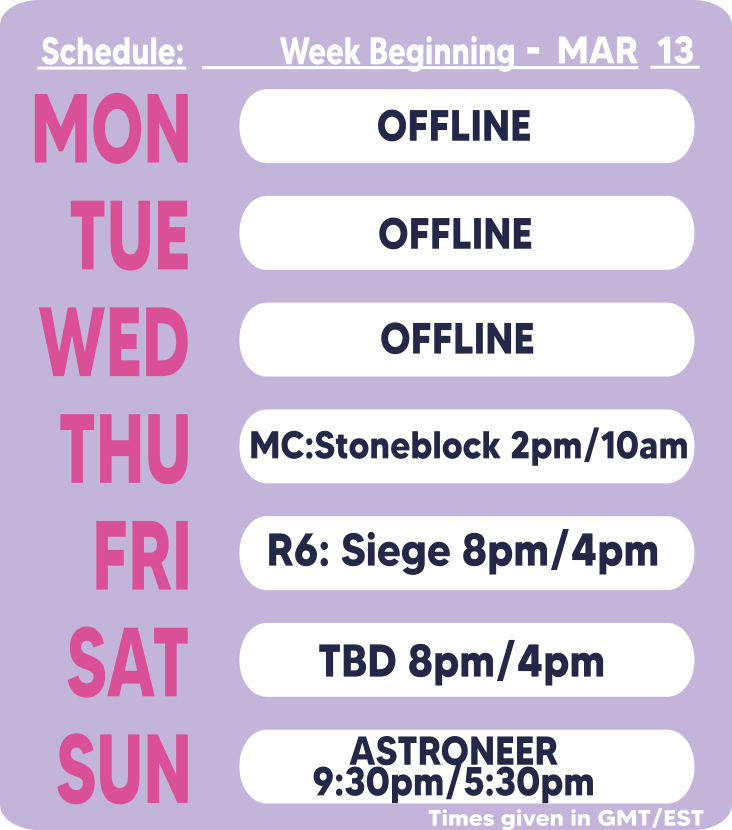 Schedule: Week Beginning - MAR 13
MON OFFLINE
TUE OFFLINE
WED OFFLINE
THU MC:Stoneblock 2pm/10am
FRI R6: Siege 8pm/4pm
SAT TBD 8pm/4pm
SUN ASTRONEER
9:30pm/5:30pm
Times given in GMT/EST